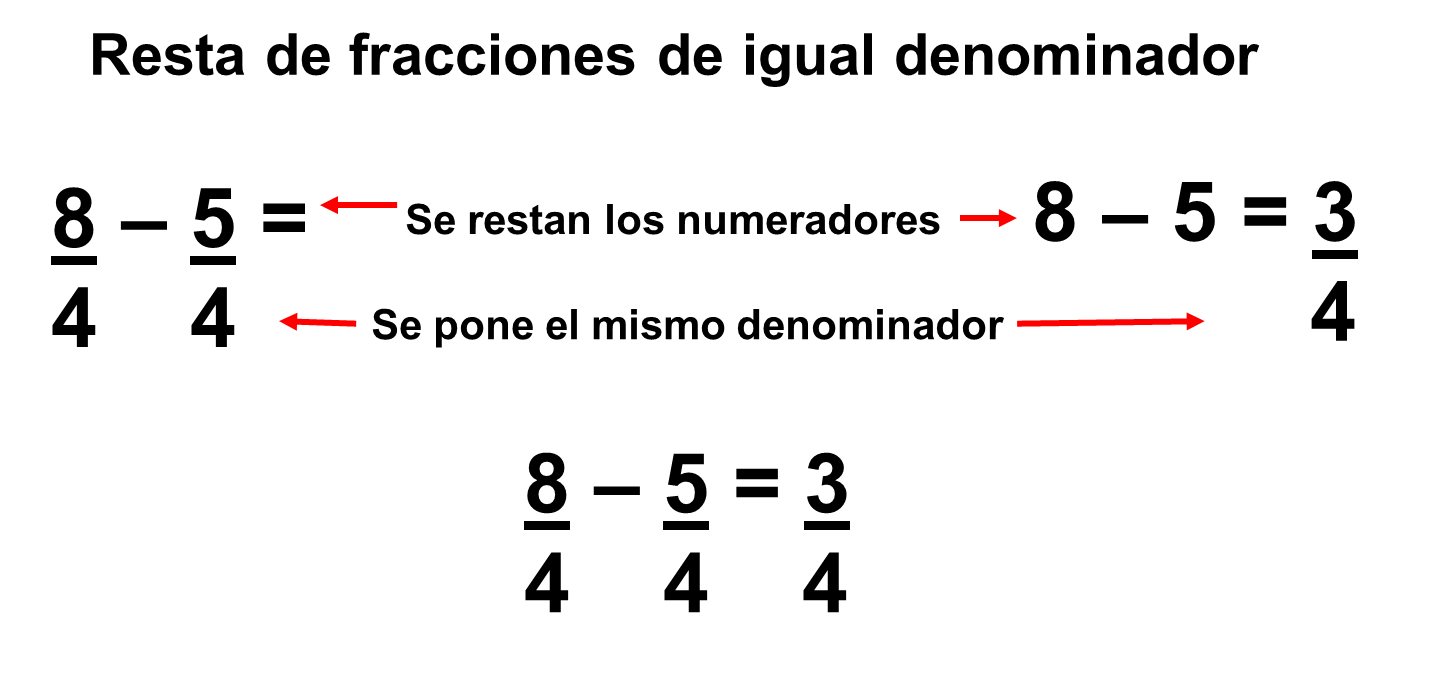 Resta de fracciones de igual denominador
8 – 5 = Se restan los numeradores 8 – 5 = 3
4 4 Se pone el mismo denominador 4
8 – 5 = 3
4 4 4